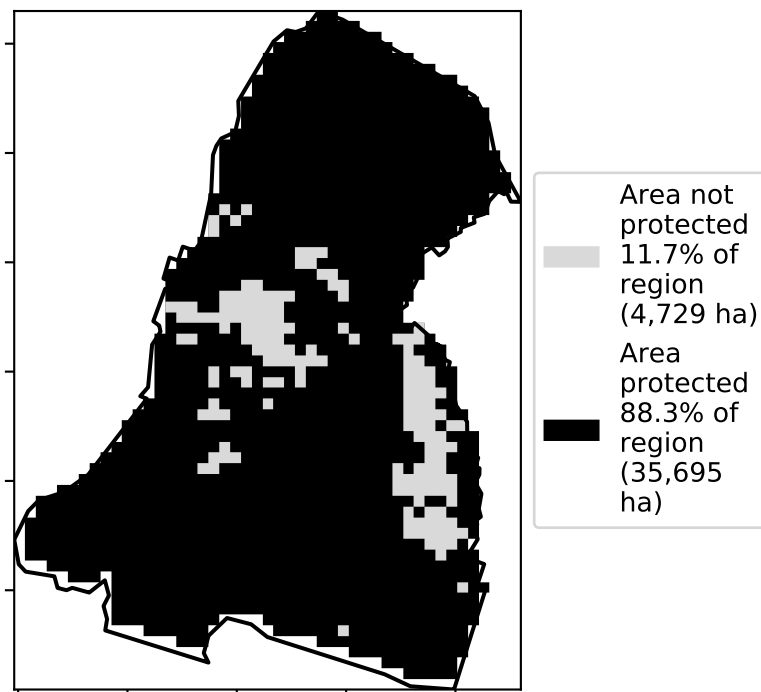 Area not
protected
11.7% of
region
(4,729 ha)
Area
protected
88.3% of
region
(35,695
ha)